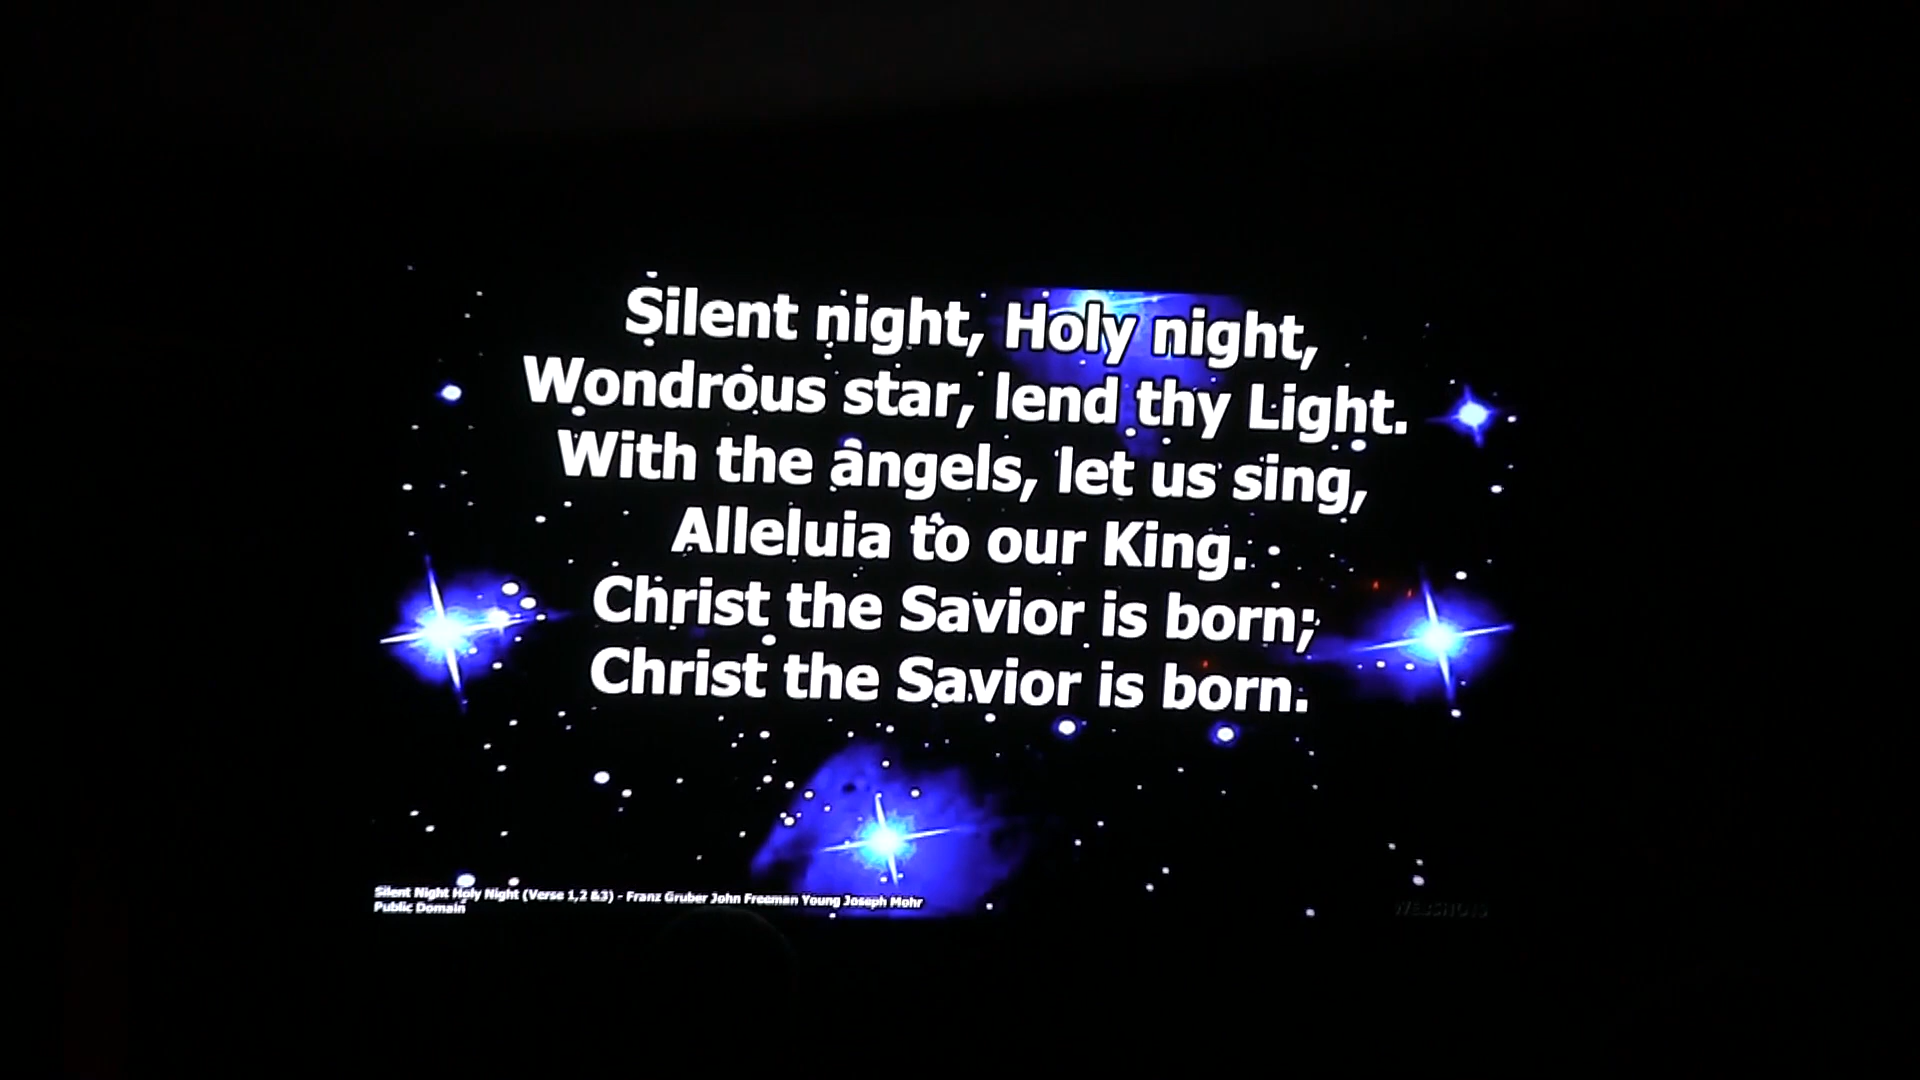 Silent night, Holy night,
Wondrous star, lend thy Light.
With the angels, let us sing,
Alleluia to our King.
Christ the Savior is born;
Christ the Savior is born.
Silent Night Holy Night (Verse 1,2 &3) - Franz Gruber John Freeman Young Joseph Mohr
Public Domain
WEBSHOTS